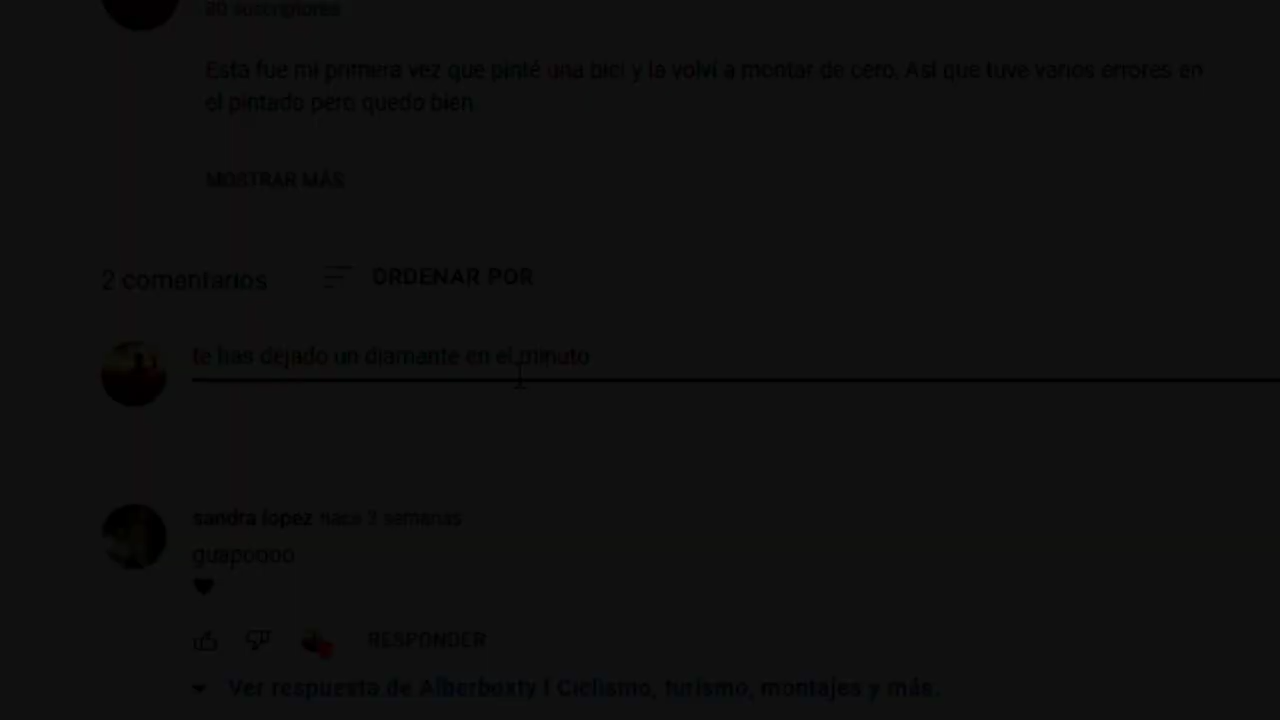 80 suscriptores
Esta fue mi primera vez que pinté una bici y la volví a montar de cero. Así que tuve varios errores en
el pintado pero quedo bien
MOSTRAR MÁS
2 comentarios ORDENAR POR
te has dejado un diamante en el minuto
sandra lopez hace 2 semanas
guapoooo
RESPONDER
Ver respuesta de Alberboxty | Ciclismo, turismo, montajes y más.